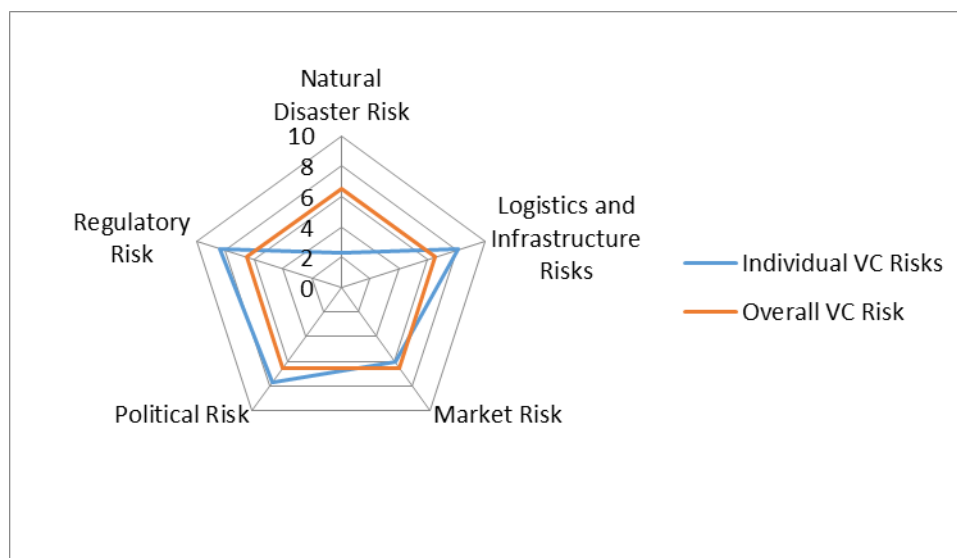 Natural
Disaster Risk
10
8
6
4
2
0
Logistics and
Infrastructure
Risks
Market Risk
Political Risk
Regulatory
Risk
Individual VC Risks
Overall VC Risk